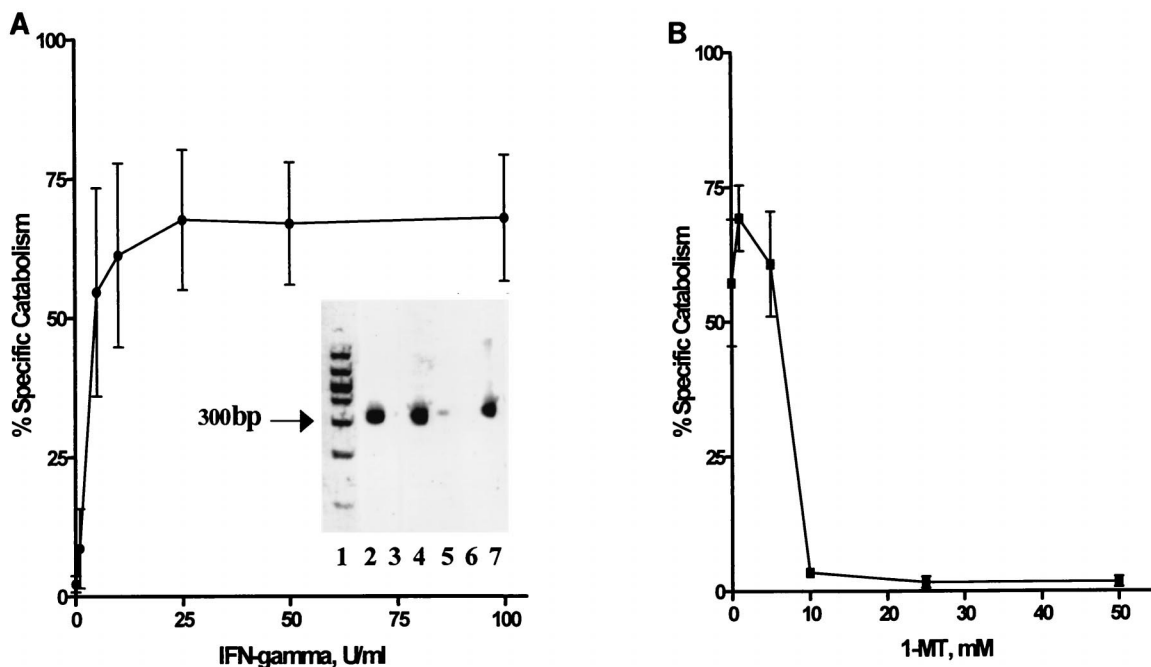 A
100
75
50
25
0
% Specific Catabolism
300bp
1 2 3 4 5 6 7
0 25 50 75 100
IFN-gamma, U/ml
B
100
75
50
25
0
% Specific Catabolism
0 10 20 30 40 50
1-MT, mM